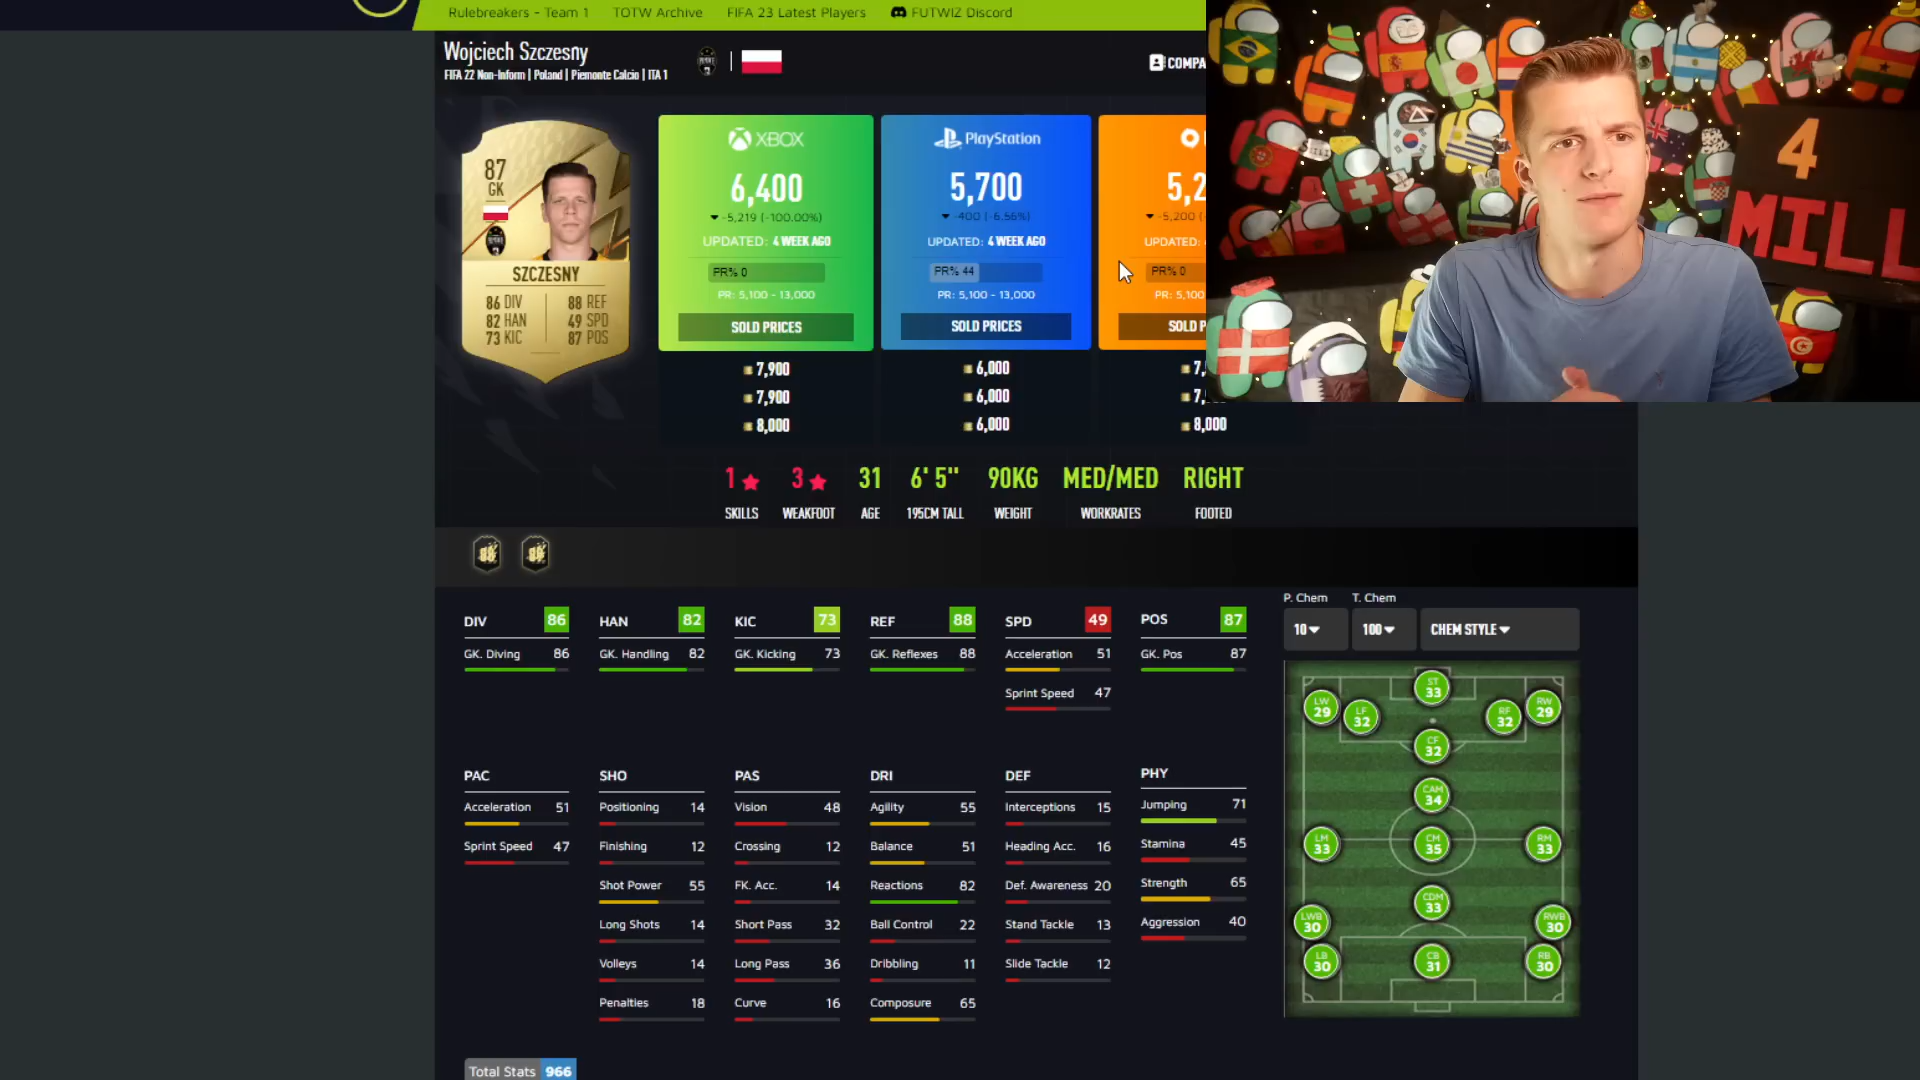 Rulebreakers - Team 1 TOTW Archive FIFA 23 Latest Players FUTWIZ Discord
Wojciech Szczesny
FIFA 22 Non-Inform | Poland | Piemonte Calcio | ITA 1
COMPA
87
GK
SZCZESNY
86 DIV 88 REF
82 HAN 49 SPD
73 KIC 87 POS
XBOX
6,400
-5,219 (-100.00%)
UPDATED: 4 WEEK AGO
PR% 0
PR: 5,100 - 13,000
SOLD PRICES
7,900
7,900
8,000
PlayStation
5,700
-400 (-6.56%)
UPDATED: 4 WEEK AGO
PR% 44
PR: 5,100 - 13,000
SOLD PRICES
6,000
6,000
6,000
5,2
-5,200 (-
UPDATED:
PR% 0
PR: 5,100
SOLD P
7,
7,
8,000
4
MILL
1 3 31 6' 5" 90KG MED/MED RIGHT
SKILLS WEAKFOOT AGE 195CM TALL WEIGHT WORKRATES FOOTED
DIV 86 HAN 82 KIC 73 REF 88 SPD 49 POS 87
GK. Diving 86 GK. Handling 82 GK. Kicking 73 GK. Reflexes 88 Acceleration 51 GK. Pos 87
Sprint Speed 47
PAC SHO PAS DRI DEF PHY
Acceleration 51 Positioning 14 Vision 48 Agility 55 Interceptions 15 Jumping 71
Sprint Speed 47 Finishing 12 Crossing 12 Balance 51 Heading Acc. 16 Stamina 45
Shot Power 55 FK. Acc. 14 Reactions 82 Def. Awareness 20 Strength 65
Long Shots 14 Short Pass 32 Ball Control 22 Stand Tackle 13 Aggression 40
Volleys 14 Long Pass 36 Dribbling 11 Slide Tackle 12
Penalties 18 Curve 16 Composure 65
Total Stats 966
P. Chem T. Chem
10 100 CHEM STYLE
ST
33
LW RW
29 29
LF RF
32 32
CF
32
CAM
34
LM CM RM
33 35 33
CDM
33
LWB RWB
30 30
LB CB RB
30 31 30